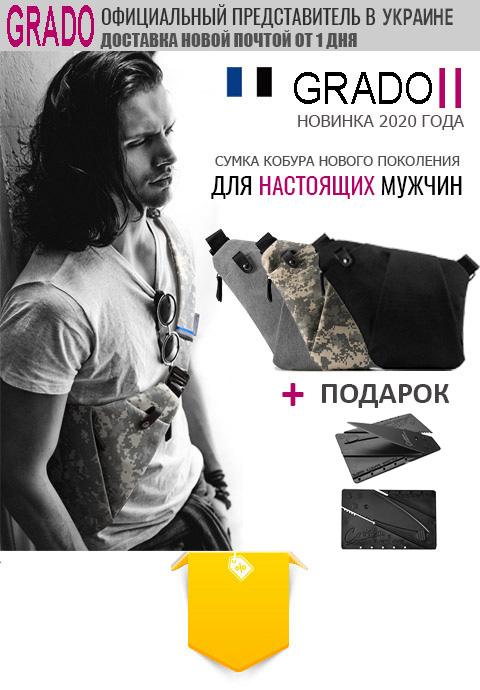 GRADO ОФИЦИАЛЬНЫЙ ПРЕДСТАВИТЕЛЬ В УКРАИНЕ
ДОСТАВКА НОВОЙ ПОЧТОЙ ОТ 1 ДНЯ
GRADO
НОВИНКА 2020 ГОДА
СУМКА КОБУРА НОВОГО ПОКОЛЕНИЯ
ДЛЯ НАСТОЯЩИХ МУЖЧИН
+ ПОДАРОК